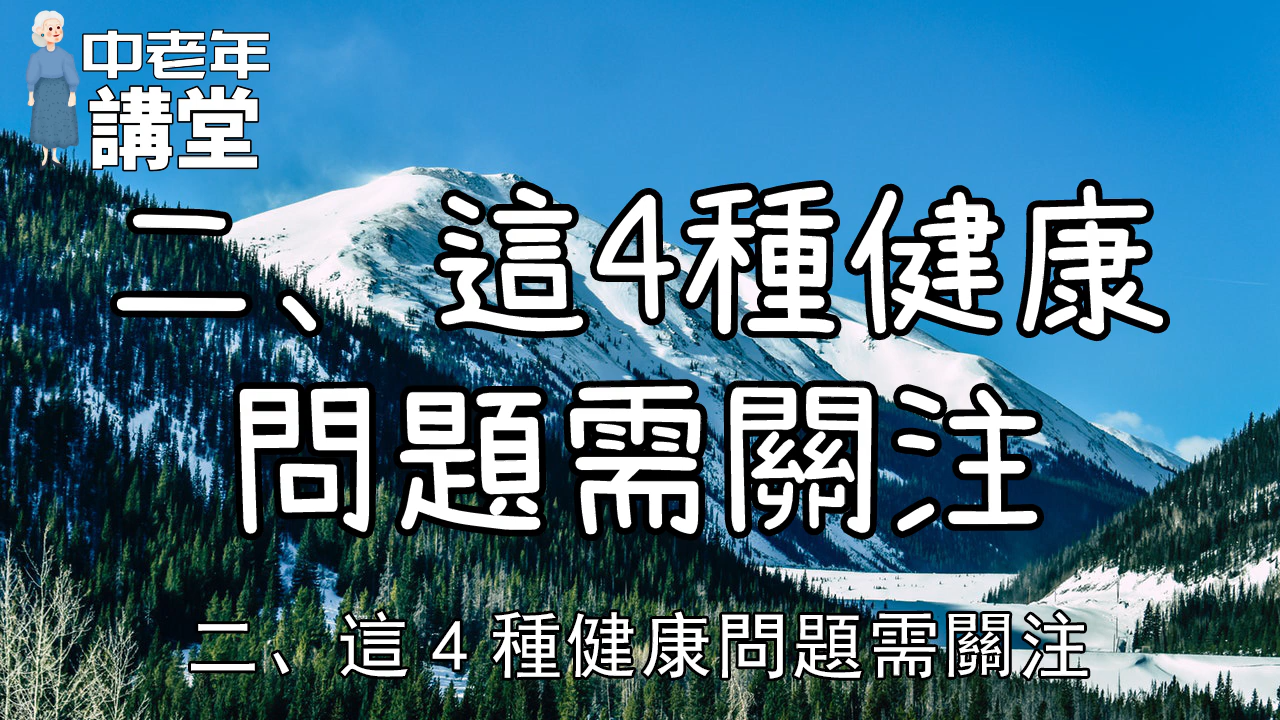 中老年
講堂
二、這4種健康
問題需關注
二、這4種健康問題需關注